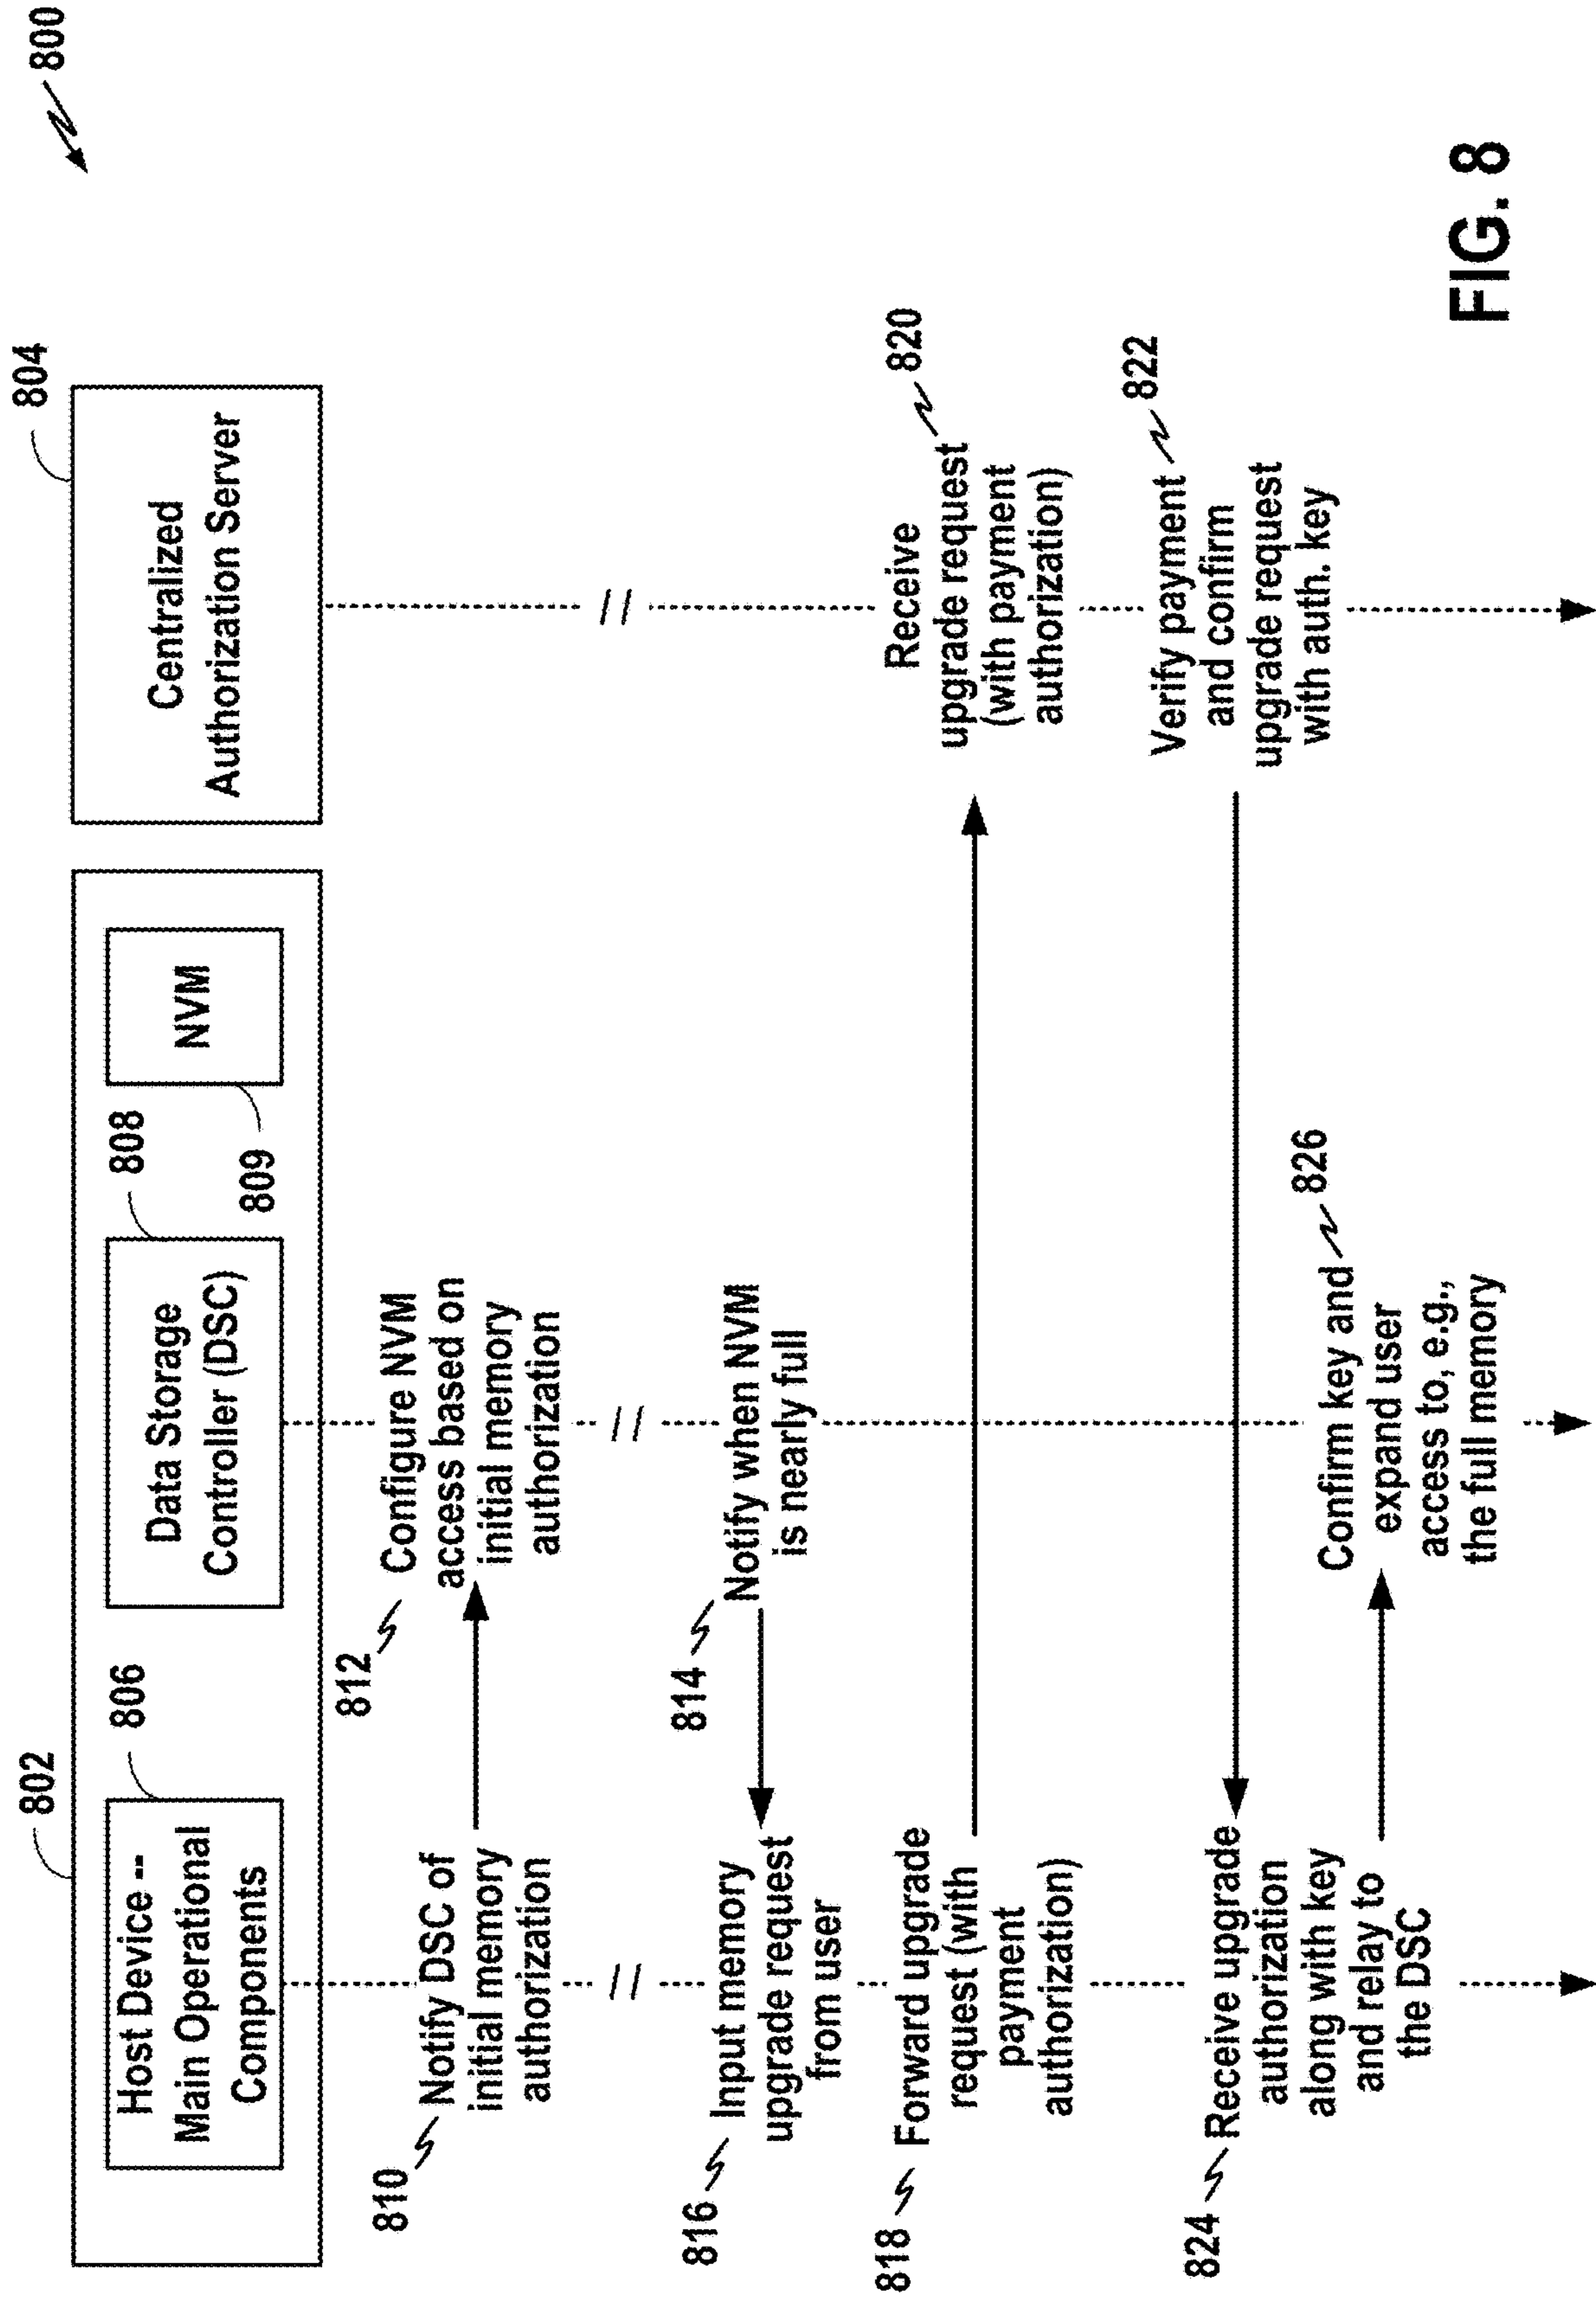 800
802
804
Host Device --
Main Operational
Components
806
Data Storage
Controller (DSC)
808
NVM
809
Centralized
Authorization Server
810
Notify DSC of
initial memory
authorization
812
Configure NVM
access based on
initial memory
authorization
814
Notify when NVM
is nearly full
816
Input memory
upgrade request
from user
818
Forward upgrade
request (with
payment
authorization)
Receive
upgrade request
(with payment
authorization)
820
Verify payment
and confirm
upgrade request
with auth. key
822
824
Receive upgrade
authorization
along with key
and relay to
the DSC
Confirm key and
expand user
access to, e.g.,
the full memory
826
FIG. 8